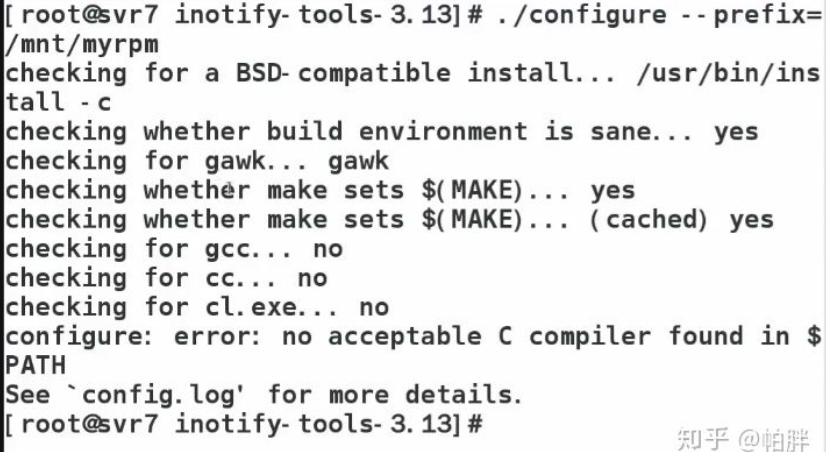 [root@svr7 inotify-tools-3.13]# ./configure --prefix=
/mnt/myrpm
checking for a BSD-compatible install... /usr/bin/ins
tall -c
checking whether build environment is sane... yes
checking for gawk... gawk
checking whether make sets $(MAKE)... yes
checking whether make sets $(MAKE)... (cached) yes
checking for gcc... no
checking for cc... no
checking for cl.exe... no
configure: error: no acceptable C compiler found in $
PATH
See `config.log' for more details.
[root@svr7 inotify-tools-3.13]#
知乎 @帕胖